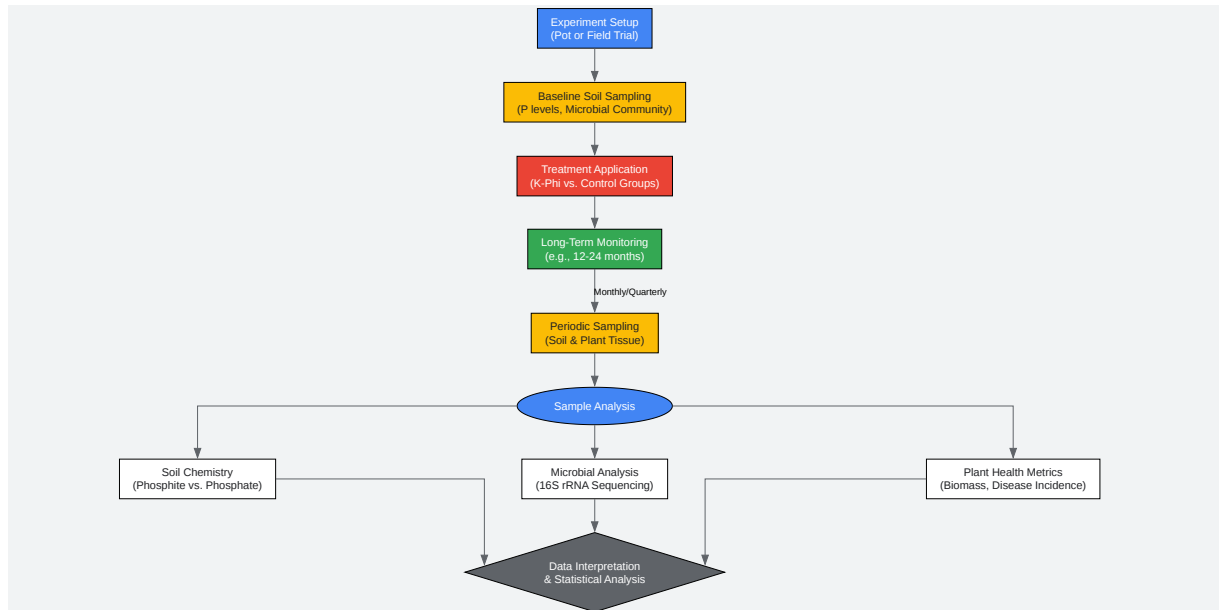 Experiment Setup
(Pot or Field Trial)
Baseline Soil Sampling
(P levels, Microbial Community)
Treatment Application
(K-Phi vs. Control Groups)
Long-Term Monitoring
(e.g., 12-24 months)
Monthly/Quarterly
Periodic Sampling
(Soil & Plant Tissue)
Sample Analysis
Soil Chemistry
(Phosphite vs. Phosphate)
Microbial Analysis
(16S rRNA Sequencing)
Plant Health Metrics
(Biomass, Disease Incidence)
Data Interpretation
& Statistical Analysis